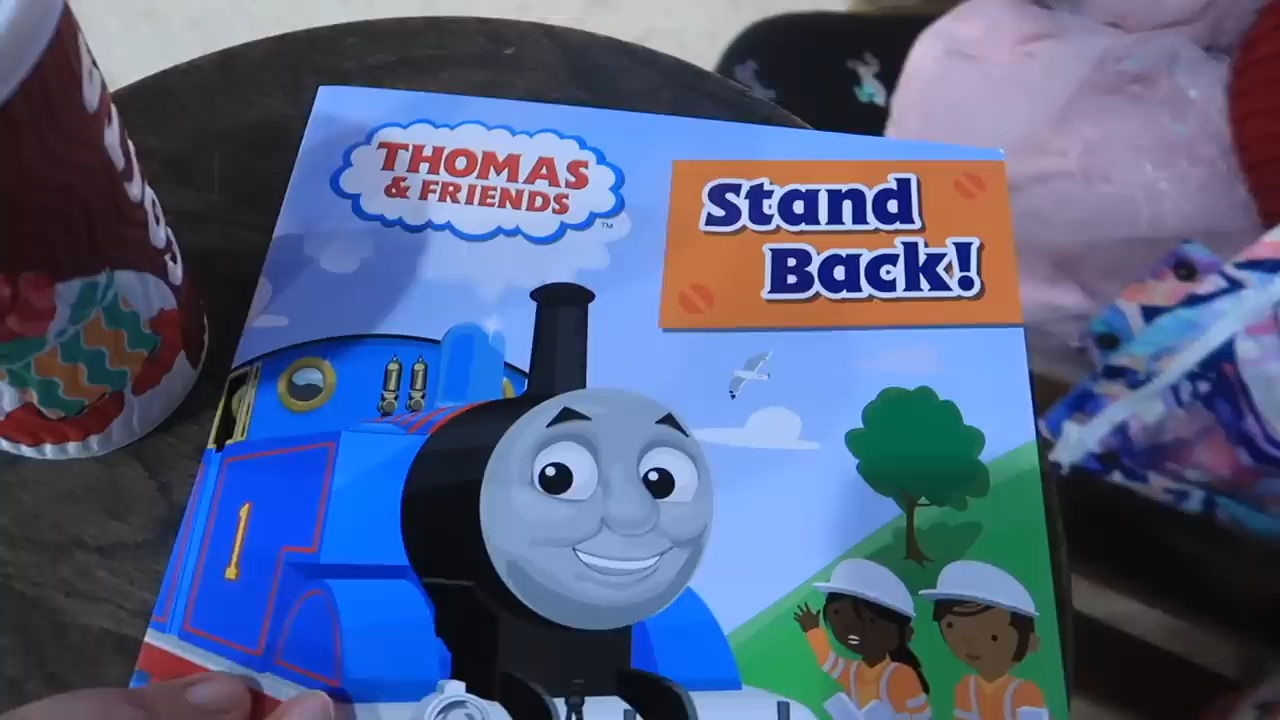 THOMAS
& FRIENDS
™
Stand
Back!
1